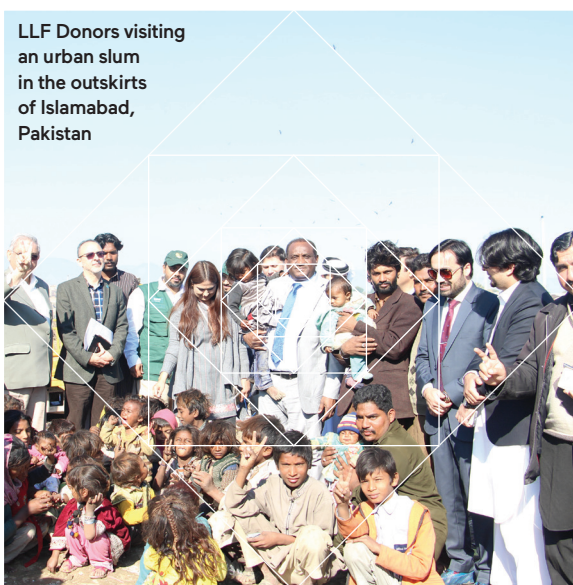 LLF Donors visiting
an urban slum
in the outskirts
of Islamabad,
Pakistan